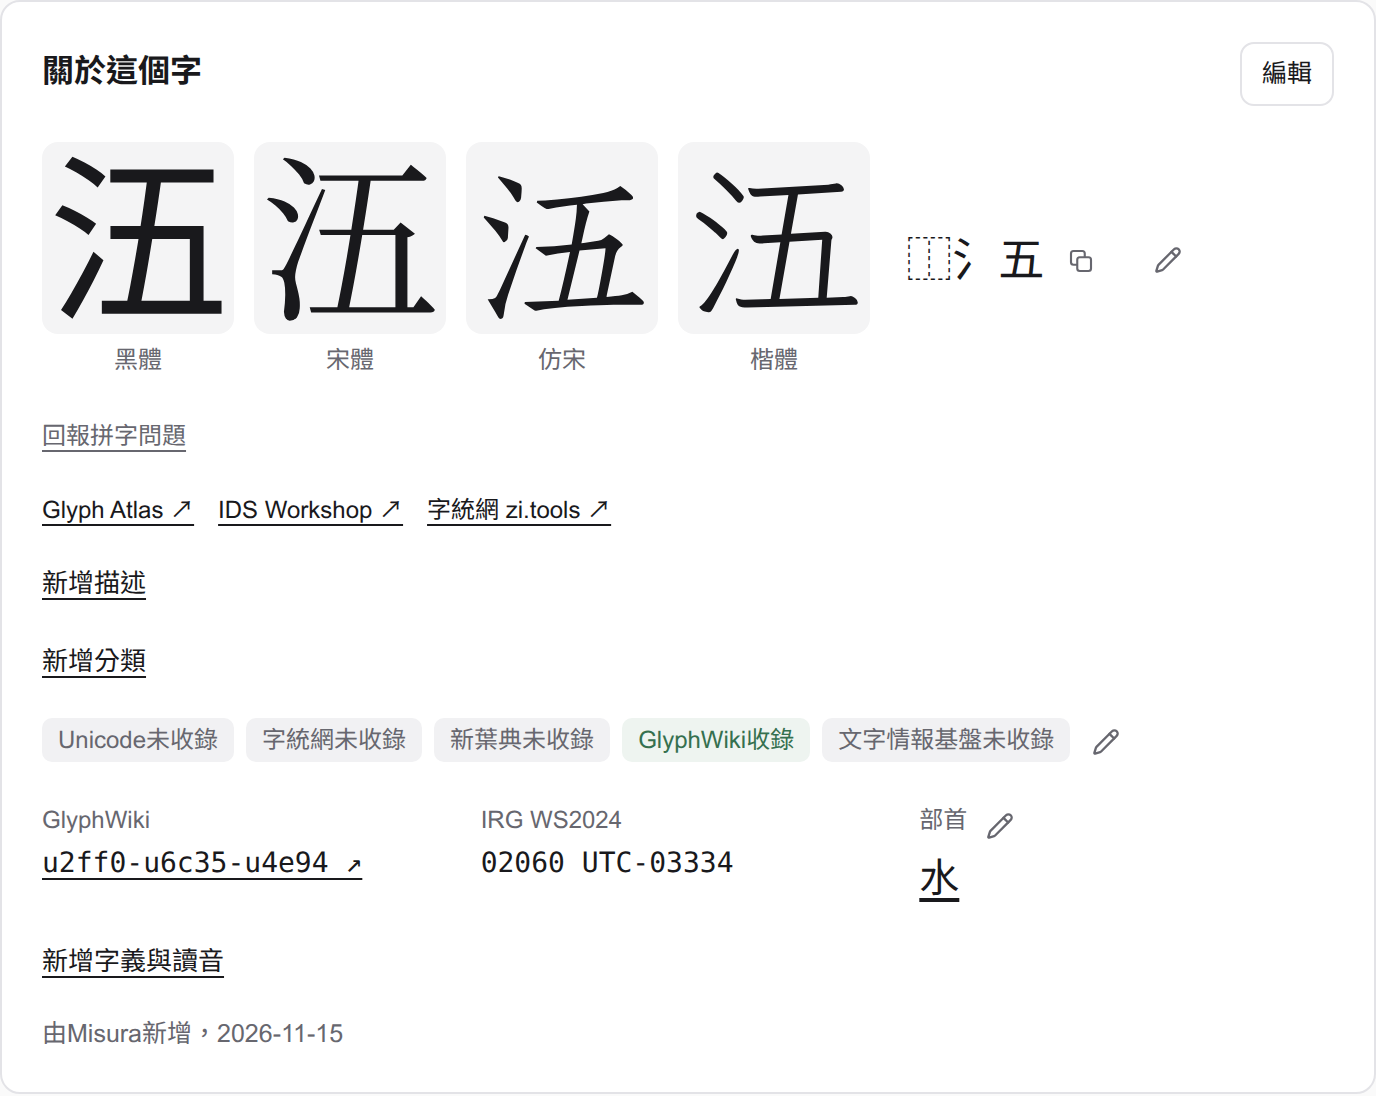 關於這個字
編輯
⿰氵五
黑體 宋體 仿宋 楷體
回報拼字問題
Glyph Atlas ↗ IDS Workshop ↗ 字統網 zi.tools ↗
新增描述
新增分類
Unicode未收錄 字統網未收錄 新葉典未收錄 GlyphWiki收錄 文字情報基盤未收錄
GlyphWiki IRG WS2024 部首
u2ff0-u6c35-u4e94 ↗ 02060 UTC-03334 水
新增字義與讀音
由Misura新增，2026-11-15